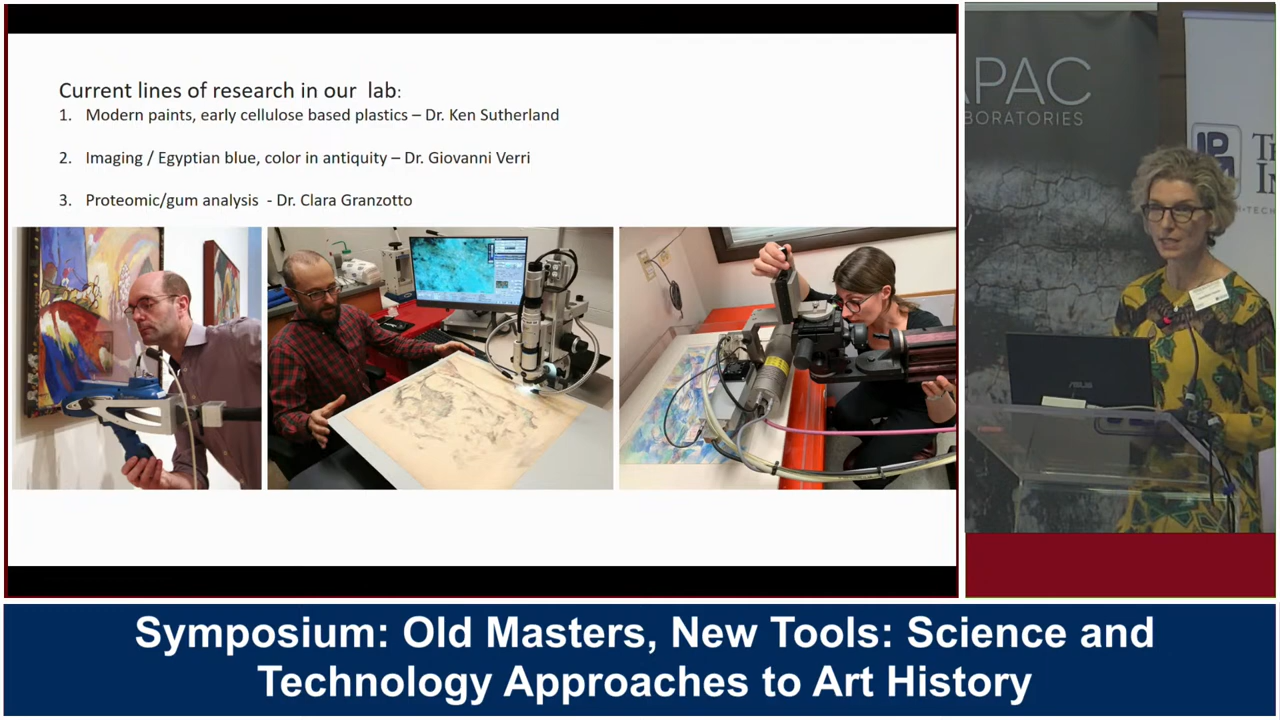 Current lines of research in our lab:
1. Modern paints, early cellulose based plastics – Dr. Ken Sutherland
2. Imaging / Egyptian blue, color in antiquity – Dr. Giovanni Verri
3. Proteomic/gum analysis - Dr. Clara Granzotto
APAC
BORATORIES
ASUS
Symposium: Old Masters, New Tools: Science and
Technology Approaches to Art History